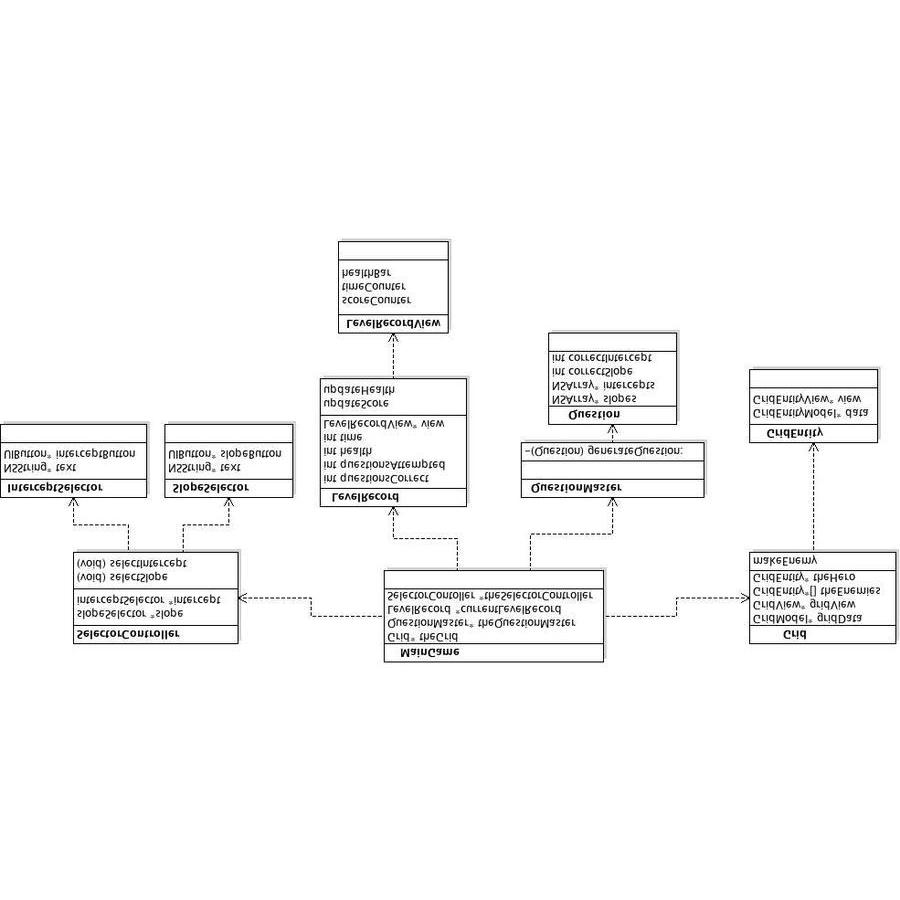 MainGame
Grid* theGrid
QuestionMaster* theQuestionMaster
LevelRecord *currentLevelRecord
SelectorController *theSelectorController
SelectorController
slopeSelector *slope
interceptSelector *intercept
(void) selectSlope
(void) selectIntercept
Grid
GridModel* gridData
GridView* gridView
GridEntity*[] theEnemies
GridEntity* theHero
makeEnemy
InterceptSelector
NSString* text
UIButton* interceptButton
SlopeSelector
NSString* text
UIButton* slopeButton
LevelRecord
int questionsCorrect
int questionsAttempted
int health
int time
LevelRecordView* view
updateScore
updateHealth
QuestionMaster
-(Question) generateQuestion:
Question
NSArray* slopes
NSArray* intercepts
int correctSlope
int correctIntercept
GridEntity
GridEntityModel* data
GridEntityView* view
LevelRecordView
scoreCounter
timeCounter
healthBar